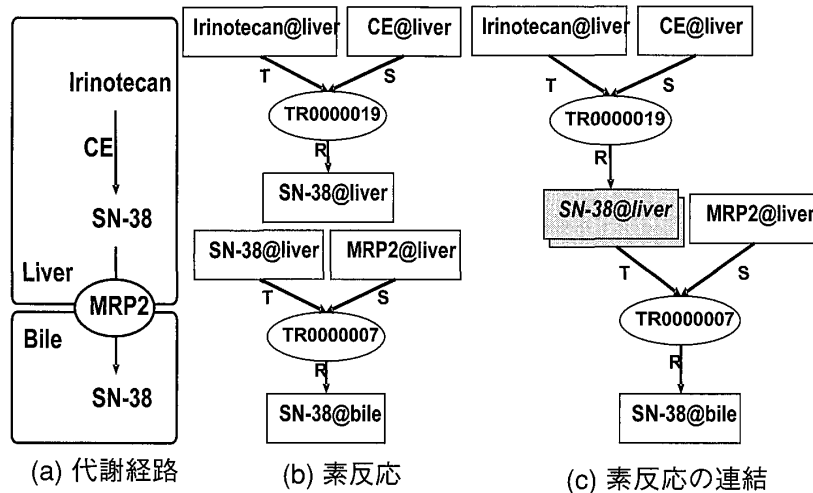 Irinotecan
CE
SN-38
Liver
MRP2
Bile
SN-38
(a) 代謝経路
Irinotecan@liver
CE@liver
T
S
TR0000019
R
SN-38@liver
SN-38@liver
MRP2@liver
T
S
TR0000007
R
SN-38@bile
(b) 素反応
Irinotecan@liver
CE@liver
T
S
TR0000019
R
SN-38@liver
MRP2@liver
T
S
TR0000007
R
SN-38@bile
(c) 素反応の連結